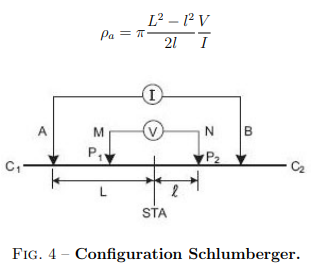 ρₐ = π (L² − l²)/(2l) V/I
I
A M V N B
P₁ P₂
C₁ C₂
L ℓ
STA
FIG. 4 – Configuration Schlumberger.